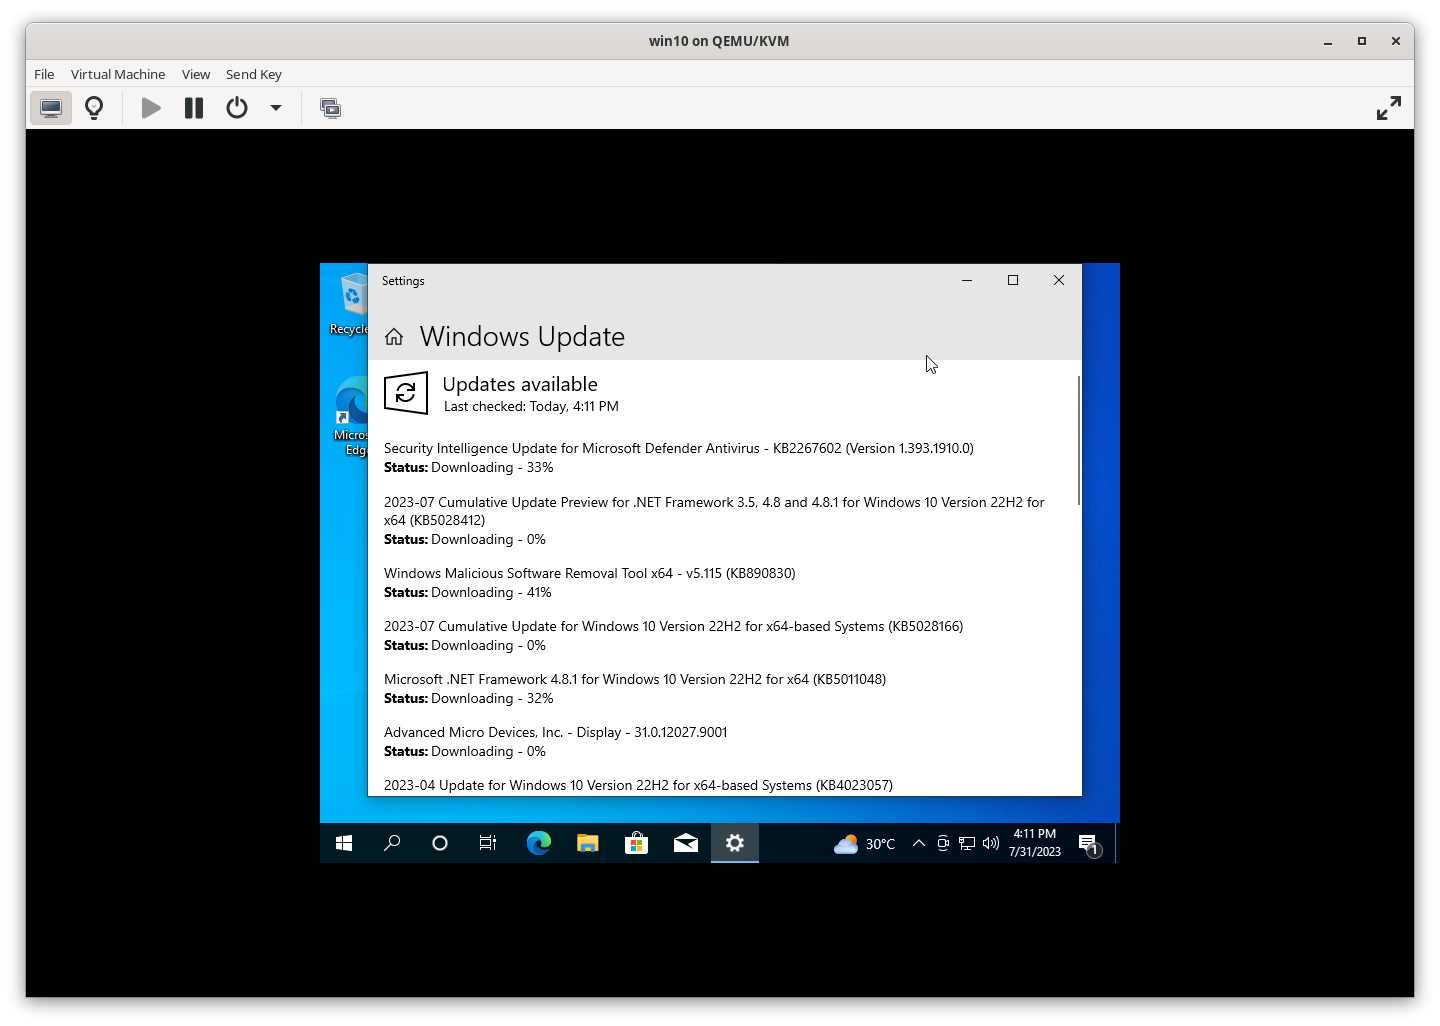 win10 on QEMU/KVM
File Virtual Machine View Send Key
Settings
Windows Update
Recycle
Updates available
Last checked: Today, 4:11 PM
Micros
Edg
Security Intelligence Update for Microsoft Defender Antivirus - KB2267602 (Version 1.393.1910.0)
Status: Downloading - 33%
2023-07 Cumulative Update Preview for .NET Framework 3.5, 4.8 and 4.8.1 for Windows 10 Version 22H2 for
x64 (KB5028412)
Status: Downloading - 0%
Windows Malicious Software Removal Tool x64 - v5.115 (KB890830)
Status: Downloading - 41%
2023-07 Cumulative Update for Windows 10 Version 22H2 for x64-based Systems (KB5028166)
Status: Downloading - 0%
Microsoft .NET Framework 4.8.1 for Windows 10 Version 22H2 for x64 (KB5011048)
Status: Downloading - 32%
Advanced Micro Devices, Inc. - Display - 31.0.12027.9001
Status: Downloading - 0%
2023-04 Update for Windows 10 Version 22H2 for x64-based Systems (KB4023057)
30°C
4:11 PM
7/31/2023
1